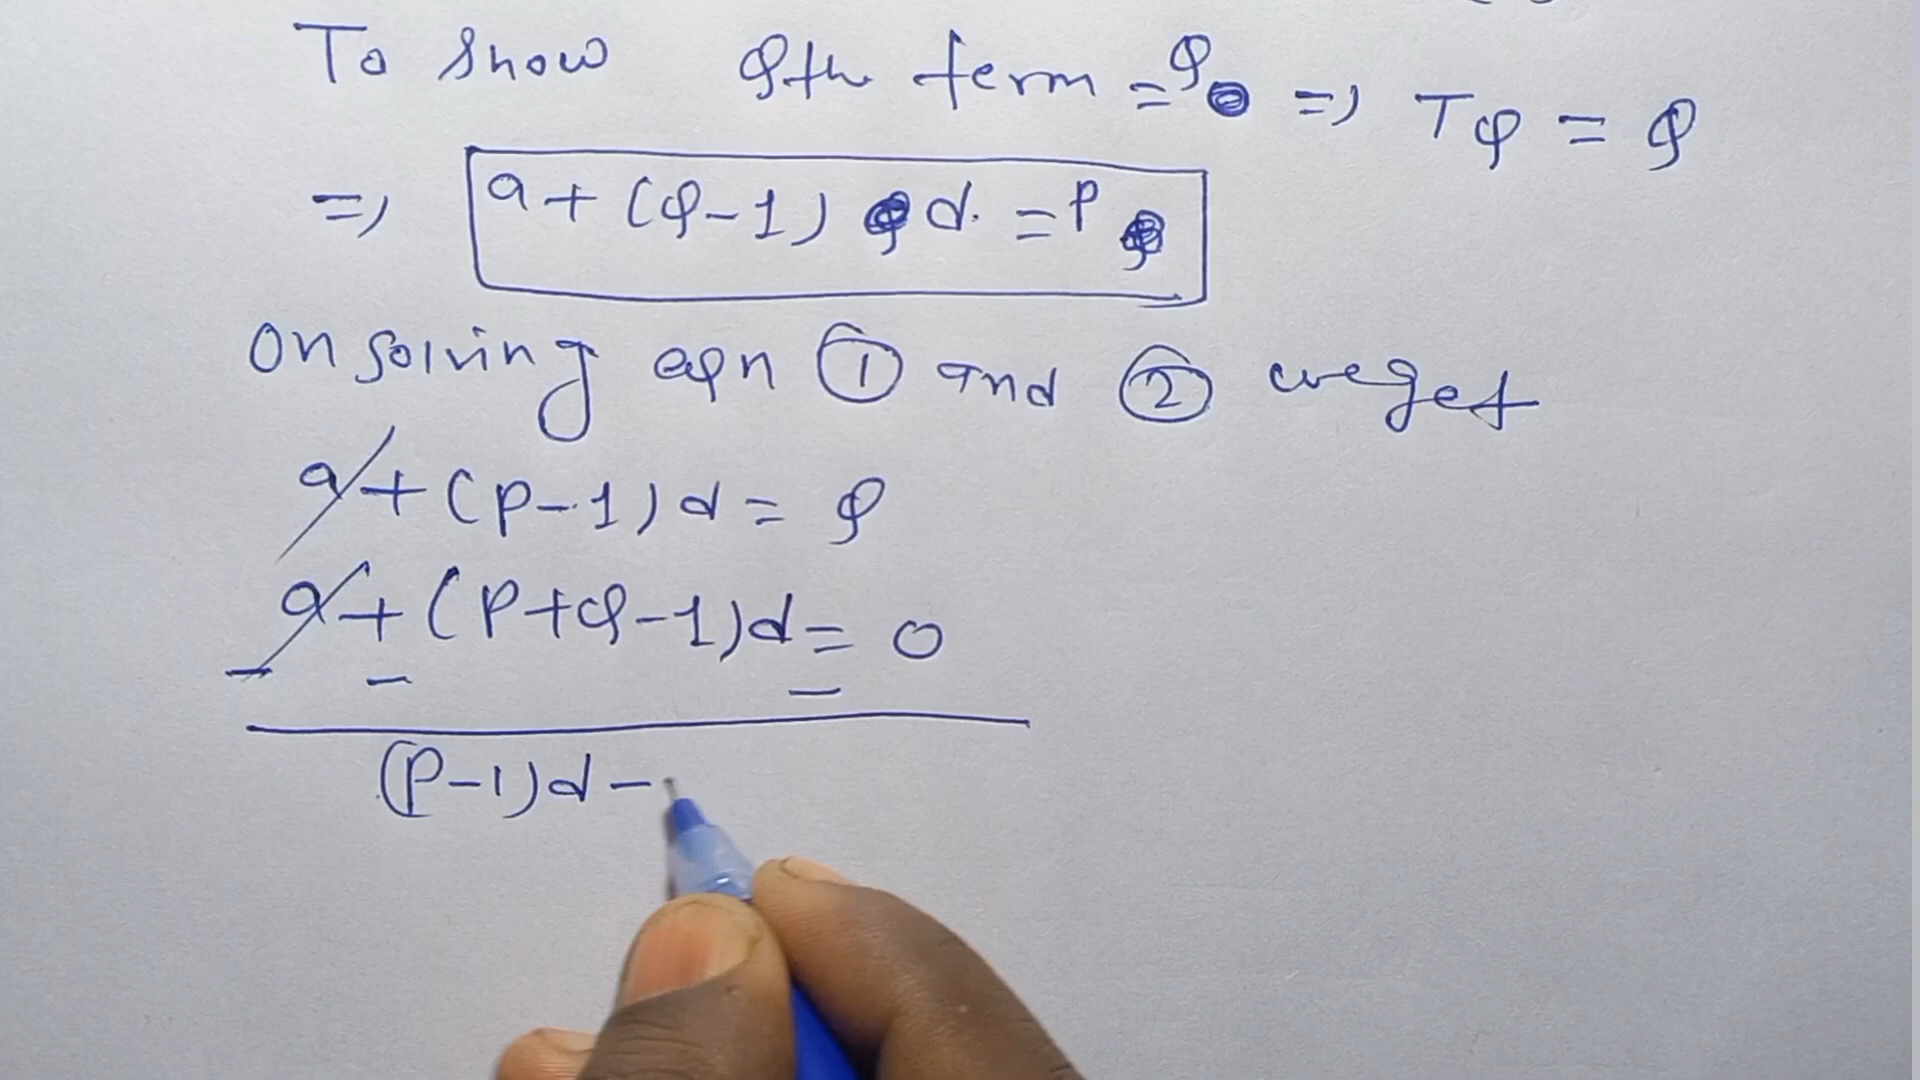 To show qth term = q => Tq = q
=> a + (q-1) d. = p
on solving eqn ① and ② we get
a + (p-1) d = q
a + (p+q-1) d = 0
- - -
(p-1) d -